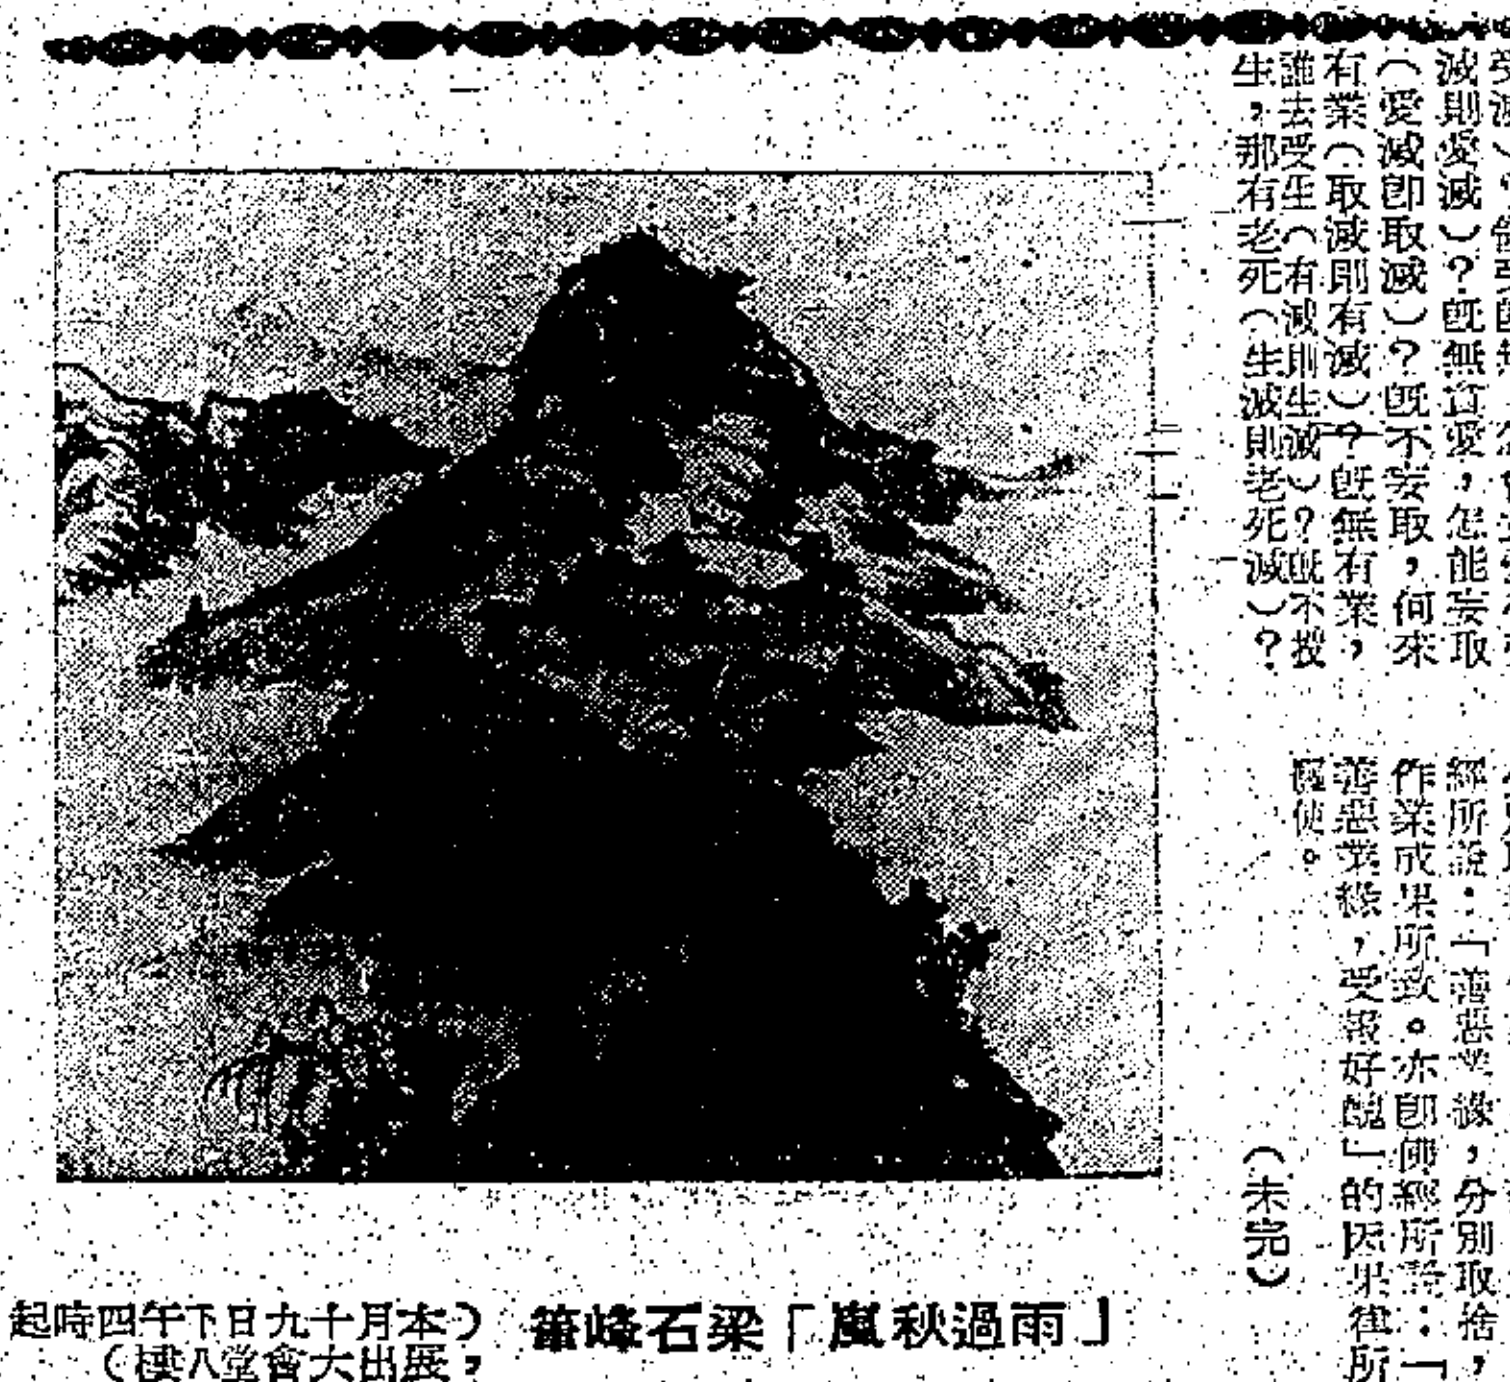 滅則愛滅）？既無盲愛，怎能妄取
（愛滅卽取滅）？既不妄取，何來
有業（取滅則有滅）？既無有業，
誰去受生（有滅則生滅）？既不投
生，那有老死（生滅則老死滅）？
經所說：「善惡業緣，分別取捨，
作業成果所致。亦卽佛經所說：「
善惡業緣，受報好醜」的因果律所
驅使。
（未完）
「雨過秋嵐」梁石峰筆
（本月十九日下午四時起
，展出大會堂八樓）